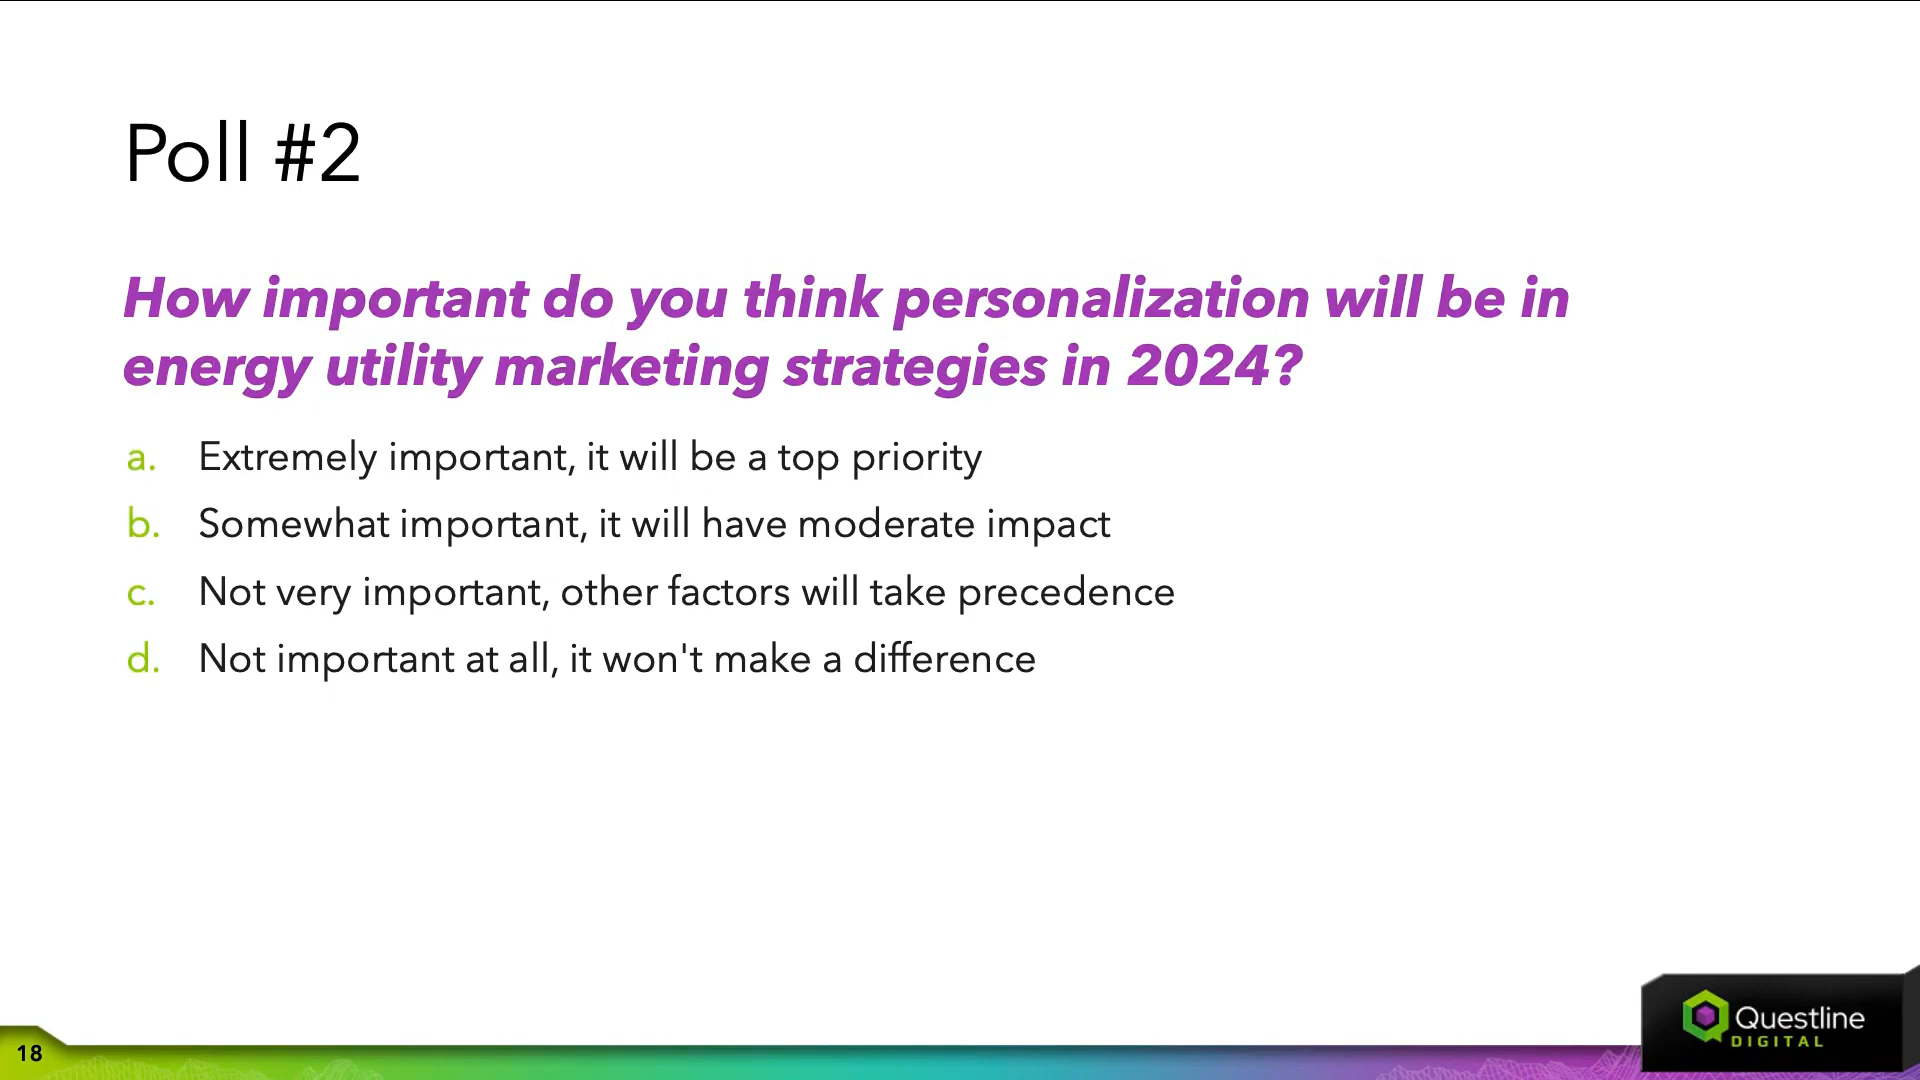 Poll #2
How important do you think personalization will be in
energy utility marketing strategies in 2024?
a. Extremely important, it will be a top priority
b. Somewhat important, it will have moderate impact
c. Not very important, other factors will take precedence
d. Not important at all, it won't make a difference
18
Questline
DIGITAL